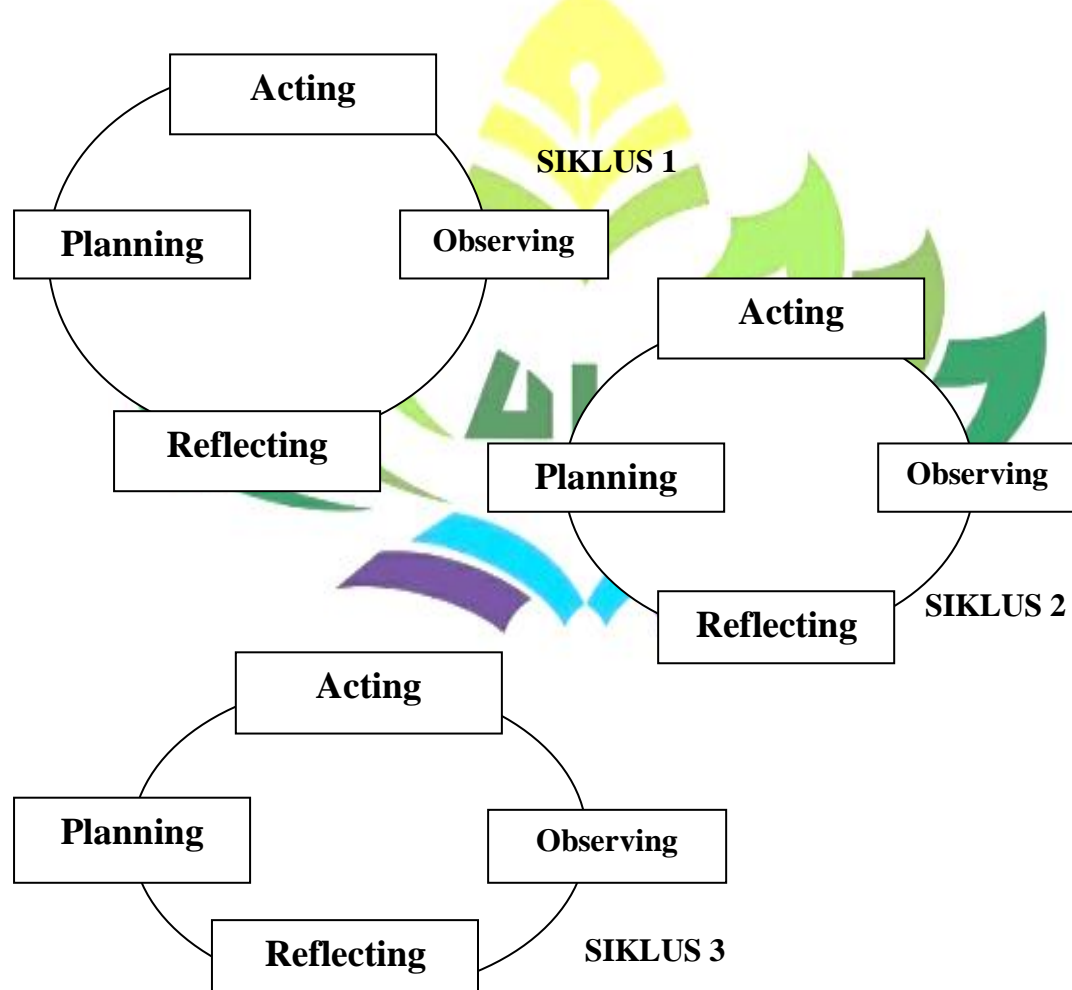 Acting
SIKLUS 1
Planning
Observing
Reflecting
Acting
Planning
Observing
Reflecting
SIKLUS 2
Acting
Planning
Observing
Reflecting
SIKLUS 3